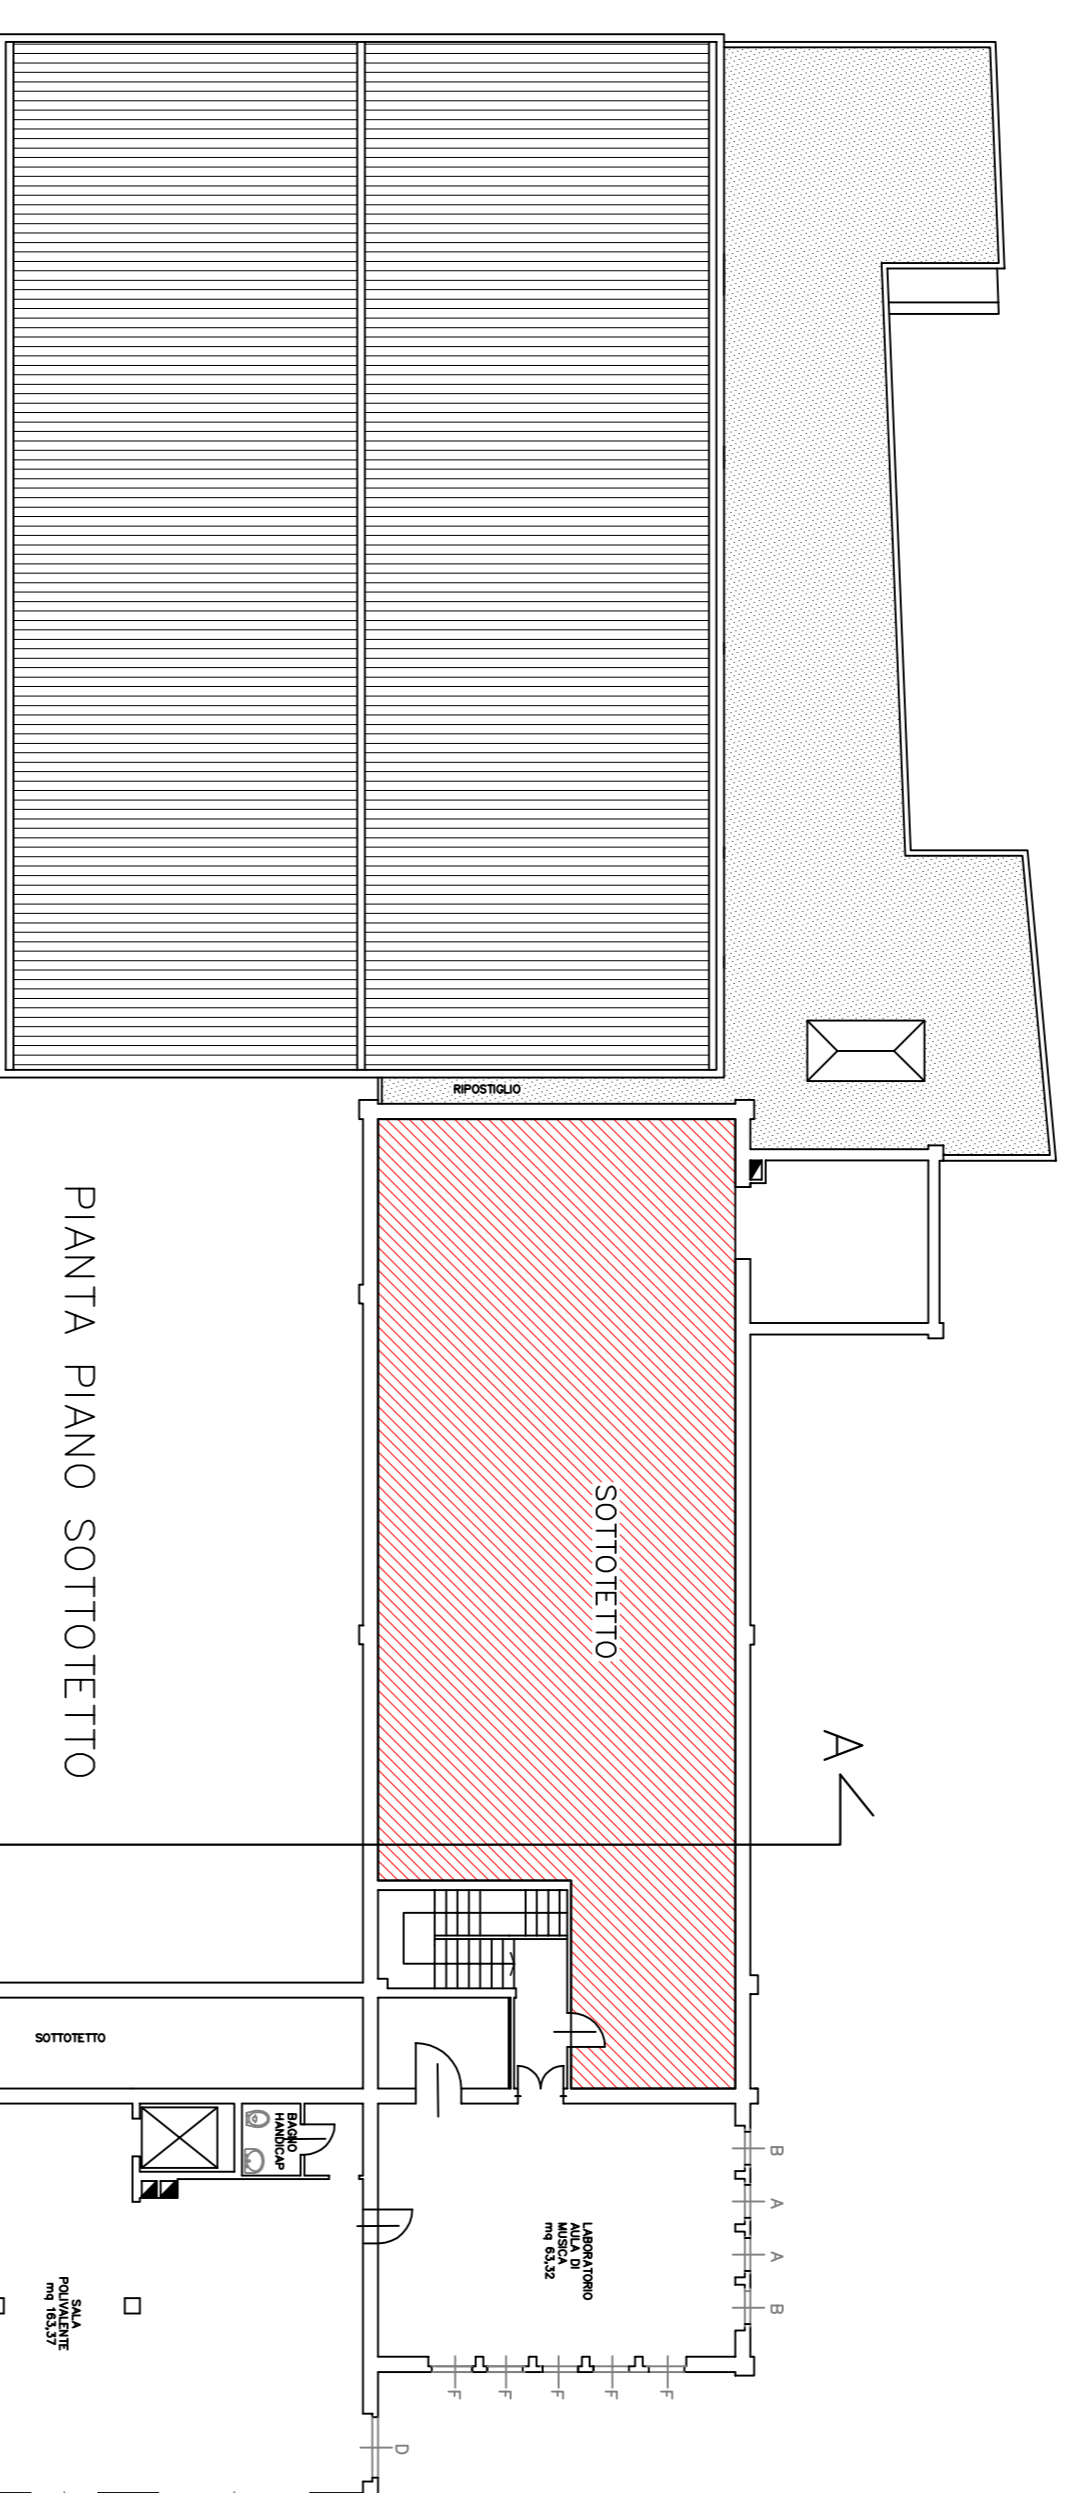 RIPOSTIGLIO
PIANTA PIANO SOTTOTETTO
SOTTOTETTO
A
SOTTOTETTO
BAGNO
HANDICAP
B
A
A
B
LABORATORIO
AULA DI
MUSICA
mq 63,32
SALA
POLIVALENTE
mq 163,37
F
F
F
F
F
D